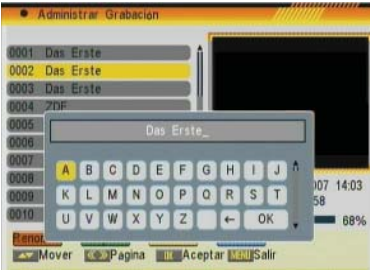 Administrar Grabación
0001 Das Erste
0002 Das Erste
0003 Das Erste
0004 ZDF
0005
0006
0007
0008
0009
0010
Das Erste_
A B C D E F G H I J
K L M N O P Q R S T
U V W X Y Z ← OK
007 14:03
58
68%
Mover Pagina Aceptar MENU Salir